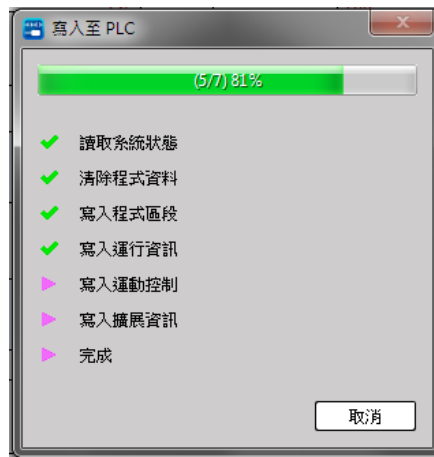 寫入至 PLC
(5/7) 81%
讀取系統狀態
清除程式資料
寫入程式區段
寫入運行資訊
寫入運動控制
寫入擴展資訊
完成
取消